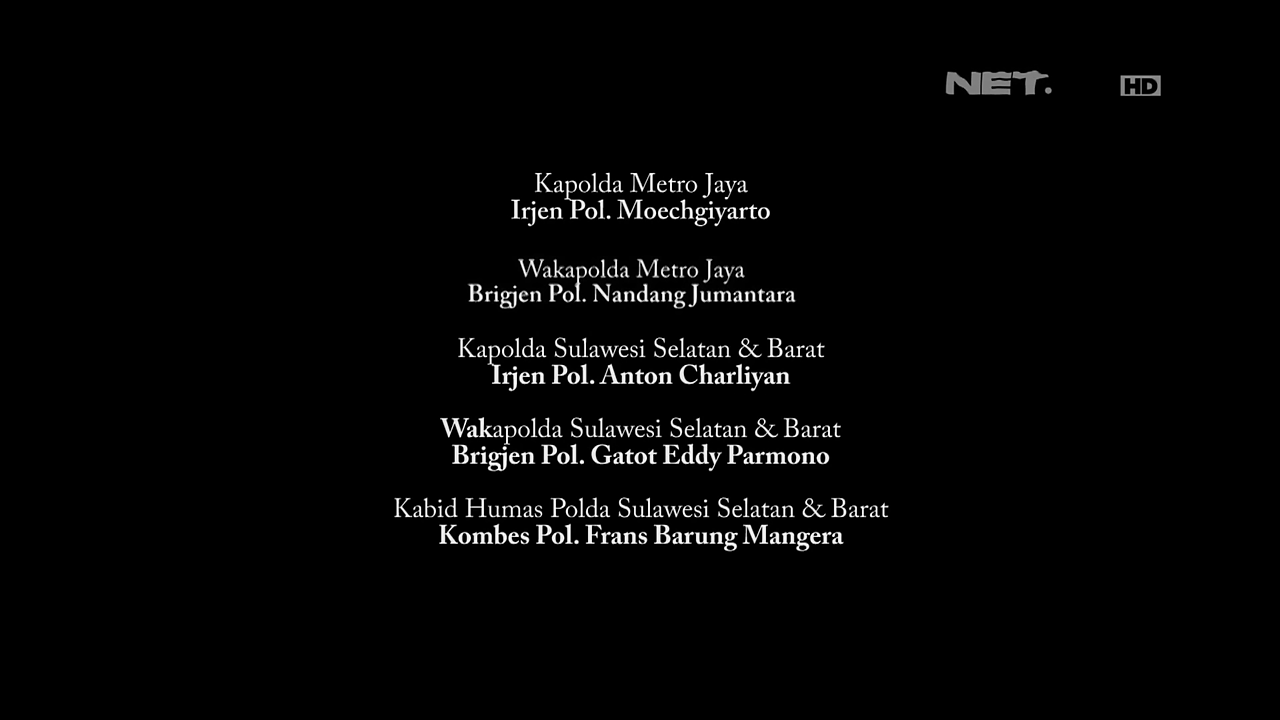 NET.
HD
Kapolda Metro Jaya
Irjen Pol. Moechgiyarto
Wakapolda Metro Jaya
Brigjen Pol. Nandang Jumantara
Kapolda Sulawesi Selatan & Barat
Irjen Pol. Anton Charliyan
Wakapolda Sulawesi Selatan & Barat
Brigjen Pol. Gatot Eddy Parmono
Kabid Humas Polda Sulawesi Selatan & Barat
Kombes Pol. Frans Barung Mangera